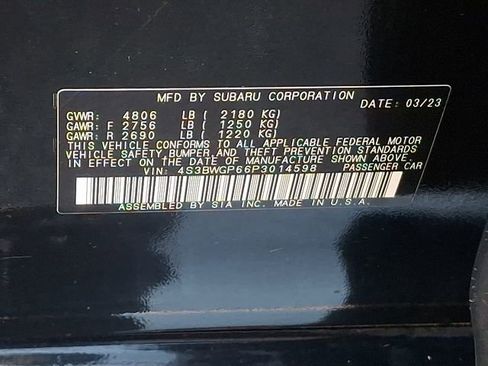 MFD BY SUBARU CORPORATION
DATE: 03/23
GVWR: 4806 LB ( 2180 KG)
GAWR: F 2756 LB ( 1250 KG)
GAWR: R 2690 LB ( 1220 KG)
THIS VEHICLE CONFORMS TO ALL APPLICABLE FEDERAL MOTOR
VEHICLE SAFETY, BUMPER, AND THEFT PREVENTION STANDARDS
IN EFFECT ON THE DATE OF MANUFACTURE SHOWN ABOVE.
VIN: 4S3BWGP66P3014598 PASSENGER CAR
ASSEMBLED BY SIA INC. MADE IN U.S.A.